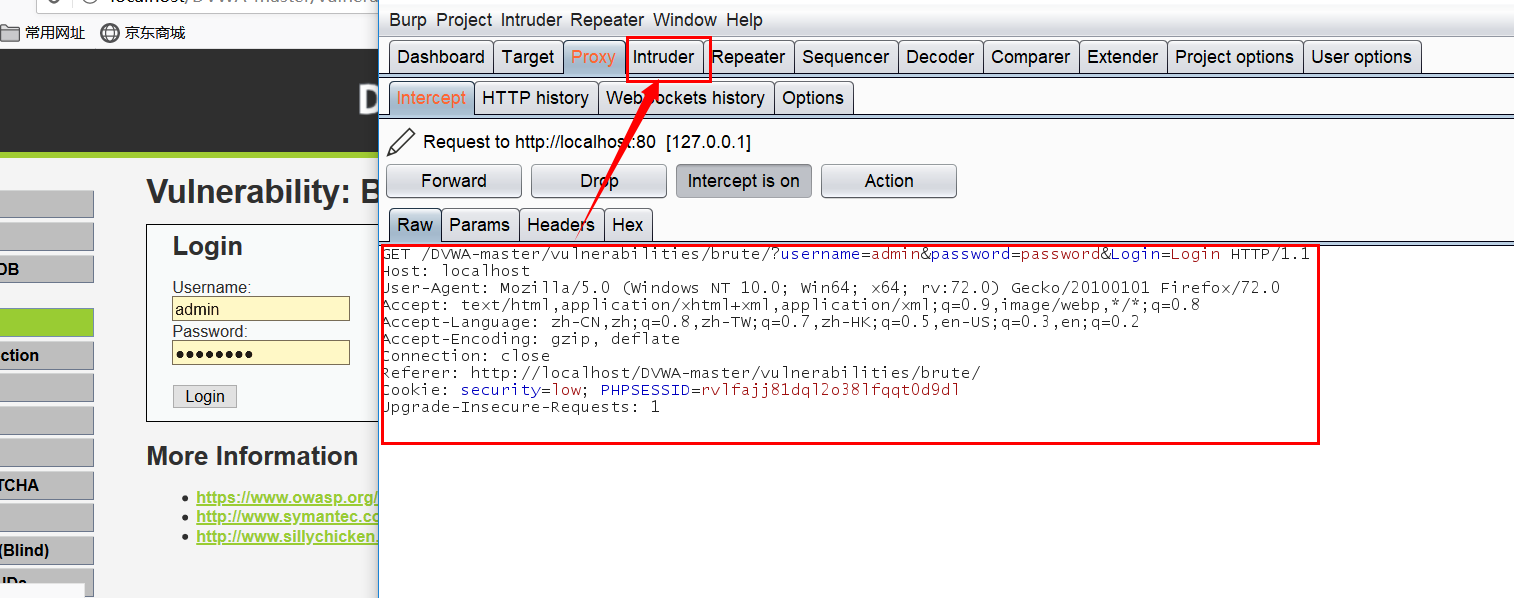 常用网址 京东商城
Vulnerability: B
Login
Username:
admin
Password:
●●●●●●●●
Login
More Information
https://www.owasp.org/
http://www.symantec.co
http://www.sillychicken.
OB
ction
TCHA
(Blind)
Burp Project Intruder Repeater Window Help
Dashboard Target Proxy Intruder Repeater Sequencer Decoder Comparer Extender Project options User options
Intercept HTTP history WebSockets history Options
Request to http://localhost:80 [127.0.0.1]
Forward Drop Intercept is on Action
Raw Params Headers Hex
GET /DVWA-master/vulnerabilities/brute/?username=admin&password=password&Login=Login HTTP/1.1
Host: localhost
User-Agent: Mozilla/5.0 (Windows NT 10.0; Win64; x64; rv:72.0) Gecko/20100101 Firefox/72.0
Accept: text/html,application/xhtml+xml,application/xml;q=0.9,image/webp,*/*;q=0.8
Accept-Language: zh-CN,zh;q=0.8,zh-TW;q=0.7,zh-HK;q=0.5,en-US;q=0.3,en;q=0.2
Accept-Encoding: gzip, deflate
Connection: close
Referer: http://localhost/DVWA-master/vulnerabilities/brute/
Cookie: security=low; PHPSESSID=rvlfajj81dql2o38lfqqt0d9dl
Upgrade-Insecure-Requests: 1